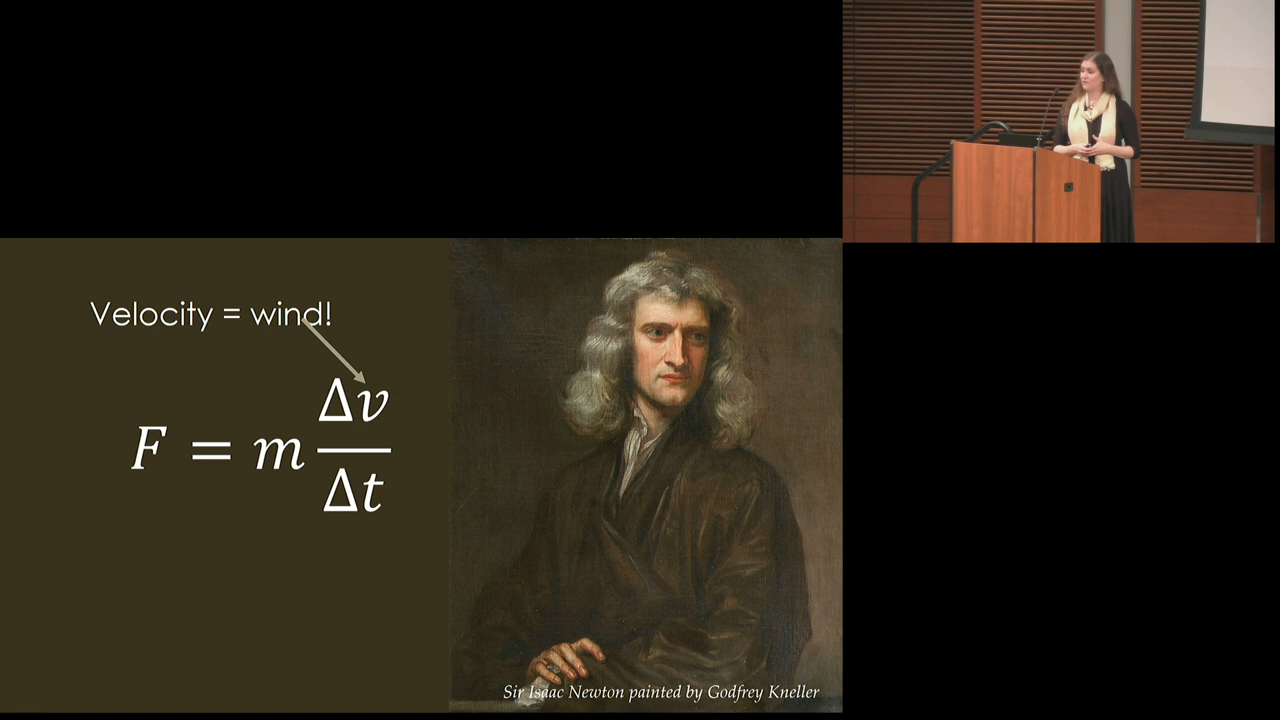 Velocity = wind!
F = m Δv/Δt
Sir Isaac Newton painted by Godfrey Kneller